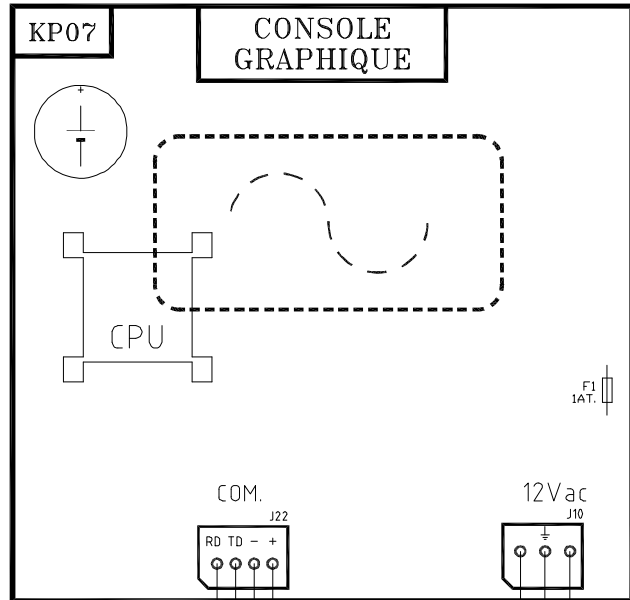 KP07
CONSOLE
GRAPHIQUE
+
CPU
F1
1AT.
COM.
J22
RD TD - +
12Vac
J10